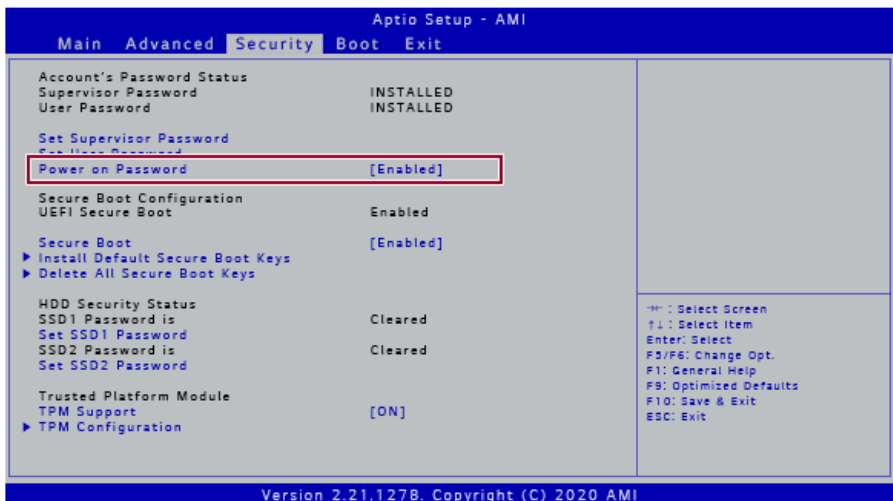 Aptio Setup - AMI
Main Advanced Security Boot Exit
Account's Password Status
Supervisor Password INSTALLED
User Password INSTALLED
Set Supervisor Password
Set User Password
Power on Password [Enabled]
Secure Boot Configuration
UEFI Secure Boot Enabled
Secure Boot [Enabled]
Install Default Secure Boot Keys
Delete All Secure Boot Keys
HDD Security Status
SSD1 Password is Cleared
Set SSD1 Password
SSD2 Password is Cleared
Set SSD2 Password
Trusted Platform Module
TPM Support [ON]
TPM Configuration
→← : Select Screen
↑↓ : Select Item
Enter: Select
F5/F6: Change Opt.
F1: General Help
F9: Optimized Defaults
F10: Save & Exit
ESC: Exit
Version 2.21.1278. Copyright (C) 2020 AMI